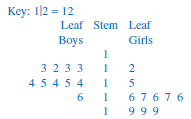 Key: 1|2 = 12
Leaf Stem Leaf
Boys Girls
1
3 2 3 3 1 2
4 5 4 5 4 1 5
6 1 6 7 6 7 6
1 9 9 9